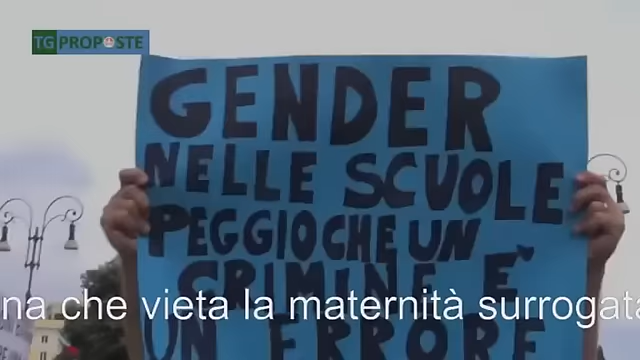 TG PROPOSTE
GENDER
NELLE SCUOLE
PEGGIO CHE UN
CRIMINE E'
UN ERRORE
na che vieta la maternità surrogata